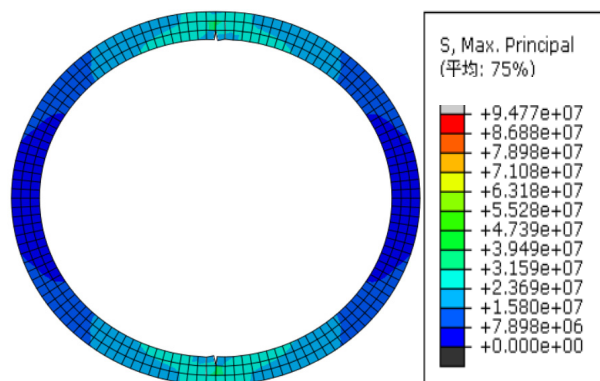 S, Max. Principal
(平均: 75%)
+9.477e+07
+8.688e+07
+7.898e+07
+7.108e+07
+6.318e+07
+5.528e+07
+4.739e+07
+3.949e+07
+3.159e+07
+2.369e+07
+1.580e+07
+7.898e+06
+0.000e+00